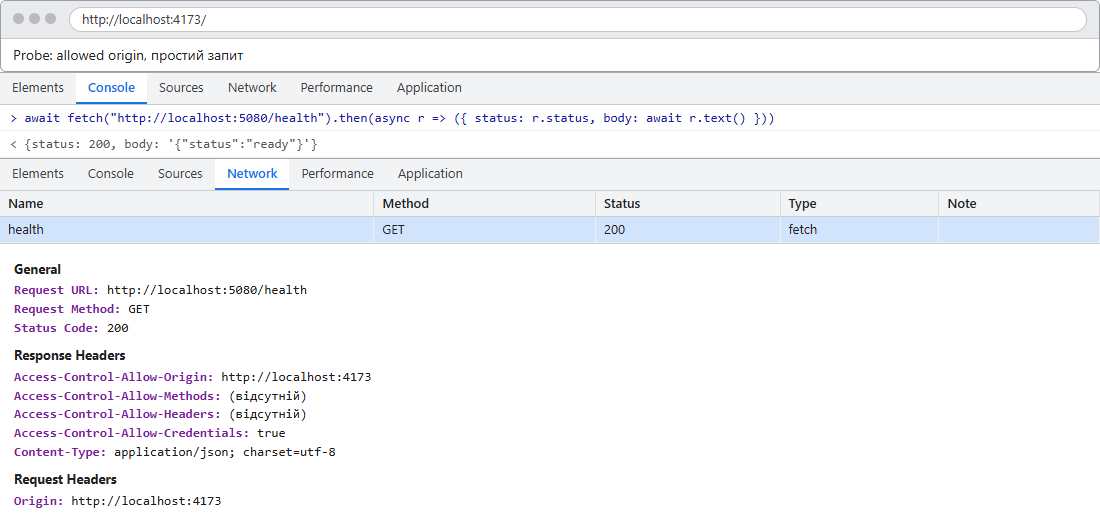 http://localhost:4173/
Probe: allowed origin, простий запит
Elements Console Sources Network Performance Application
> await fetch("http://localhost:5080/health").then(async r => ({ status: r.status, body: await r.text() }))
< {status: 200, body: '{"status":"ready"}'}
Elements Console Sources Network Performance Application
Name Method Status Type Note
health GET 200 fetch
General
Request URL: http://localhost:5080/health
Request Method: GET
Status Code: 200
Response Headers
Access-Control-Allow-Origin: http://localhost:4173
Access-Control-Allow-Methods: (відсутній)
Access-Control-Allow-Headers: (відсутній)
Access-Control-Allow-Credentials: true
Content-Type: application/json; charset=utf-8
Request Headers
Origin: http://localhost:4173